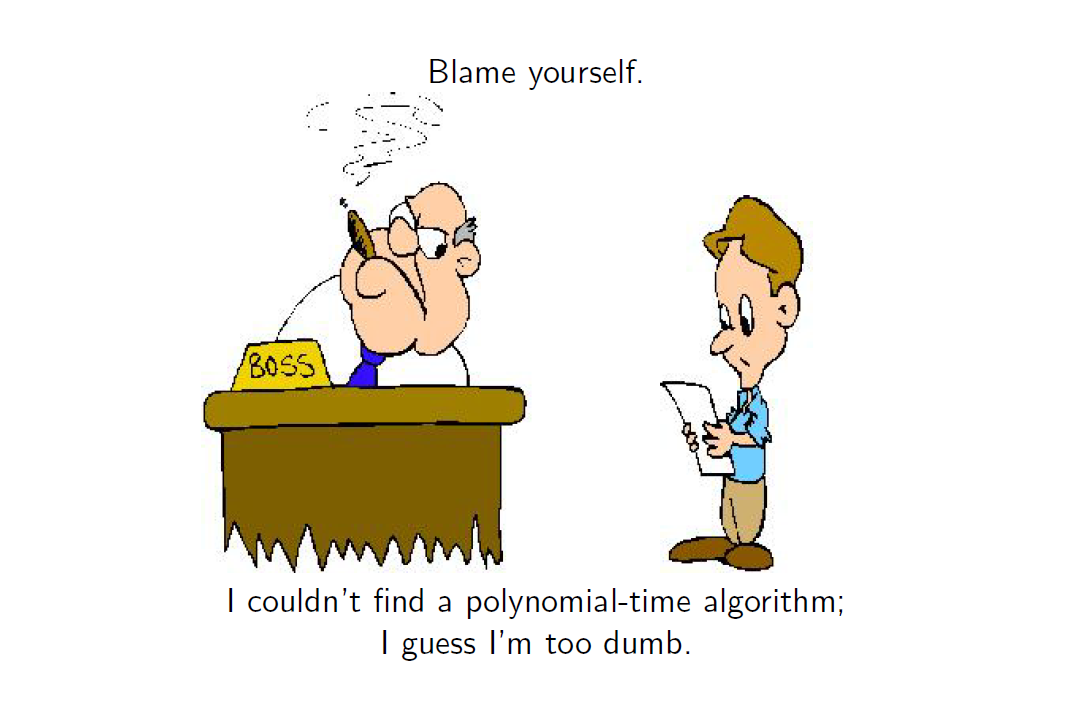 Blame yourself.
BOSS
I couldn't find a polynomial-time algorithm;
I guess I'm too dumb.